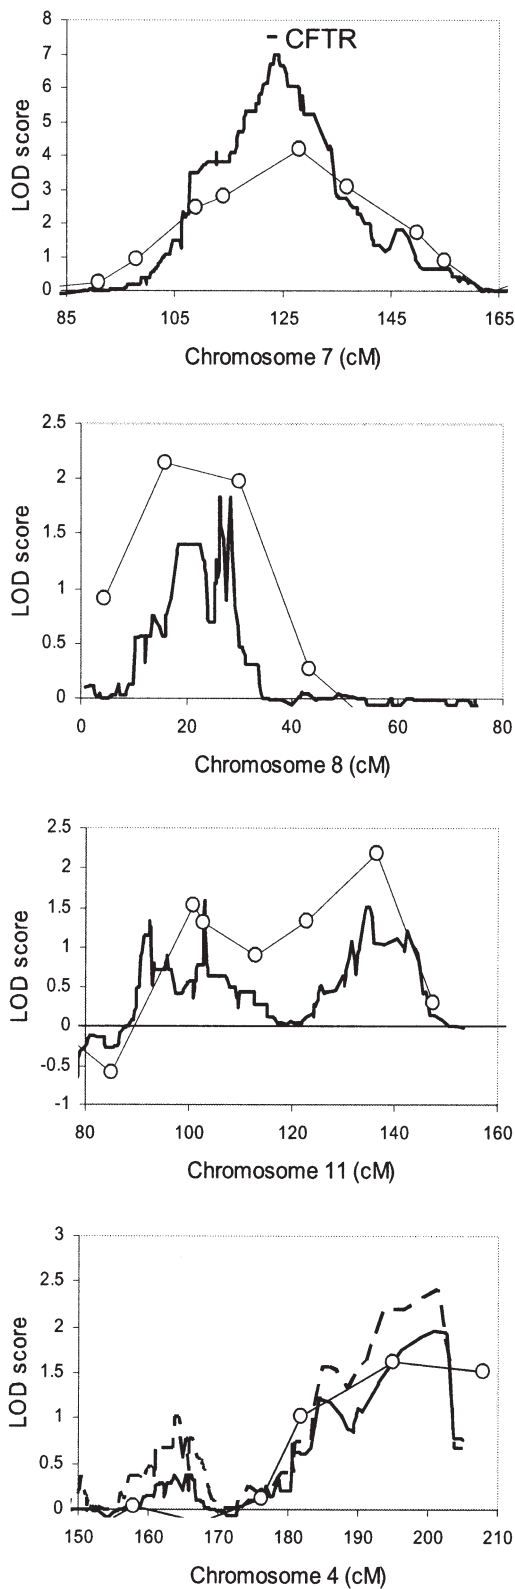 8
– CFTR
7
6
5
4
3
2
1
0
LOD score
85 105 125 145 165
Chromosome 7 (cM)
2.5
2
1.5
1
0.5
0
LOD score
0 20 40 60 80
Chromosome 8 (cM)
2.5
2
1.5
1
0.5
0
-0.5
-1
LOD score
80 100 120 140 160
Chromosome 11 (cM)
3
2.5
2
1.5
1
0.5
0
LOD score
150 160 170 180 190 200 210
Chromosome 4 (cM)